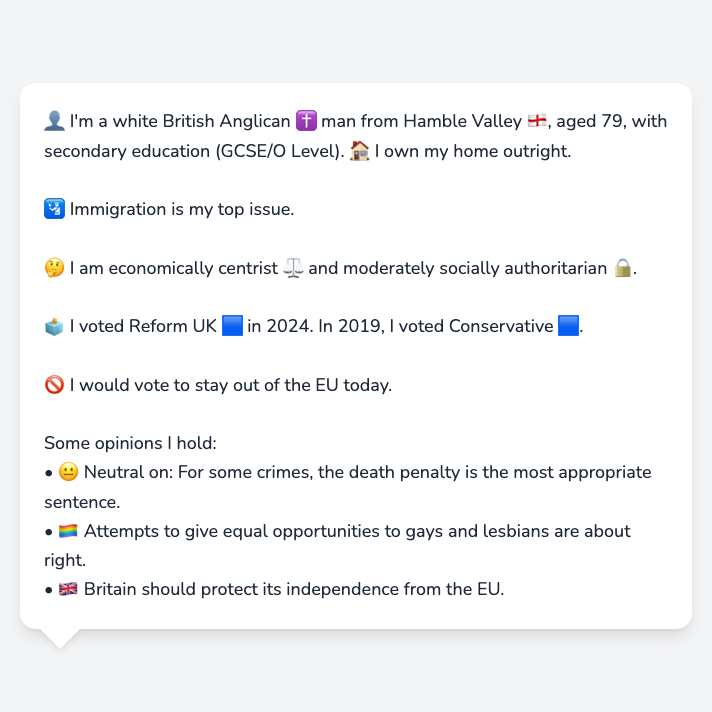 👤 I'm a white British Anglican ✝️ man from Hamble Valley 🏴󠁧󠁢󠁥󠁮󠁧󠁿, aged 79, with
secondary education (GCSE/O Level). 🏠 I own my home outright.
🛂 Immigration is my top issue.
🤔 I am economically centrist ⚖️ and moderately socially authoritarian 🔒.
🗳️ I voted Reform UK 🟦 in 2024. In 2019, I voted Conservative 🟦.
🚫 I would vote to stay out of the EU today.
Some opinions I hold:
• 😐 Neutral on: For some crimes, the death penalty is the most appropriate
sentence.
• 🏳️‍🌈 Attempts to give equal opportunities to gays and lesbians are about
right.
• 🇬🇧 Britain should protect its independence from the EU.